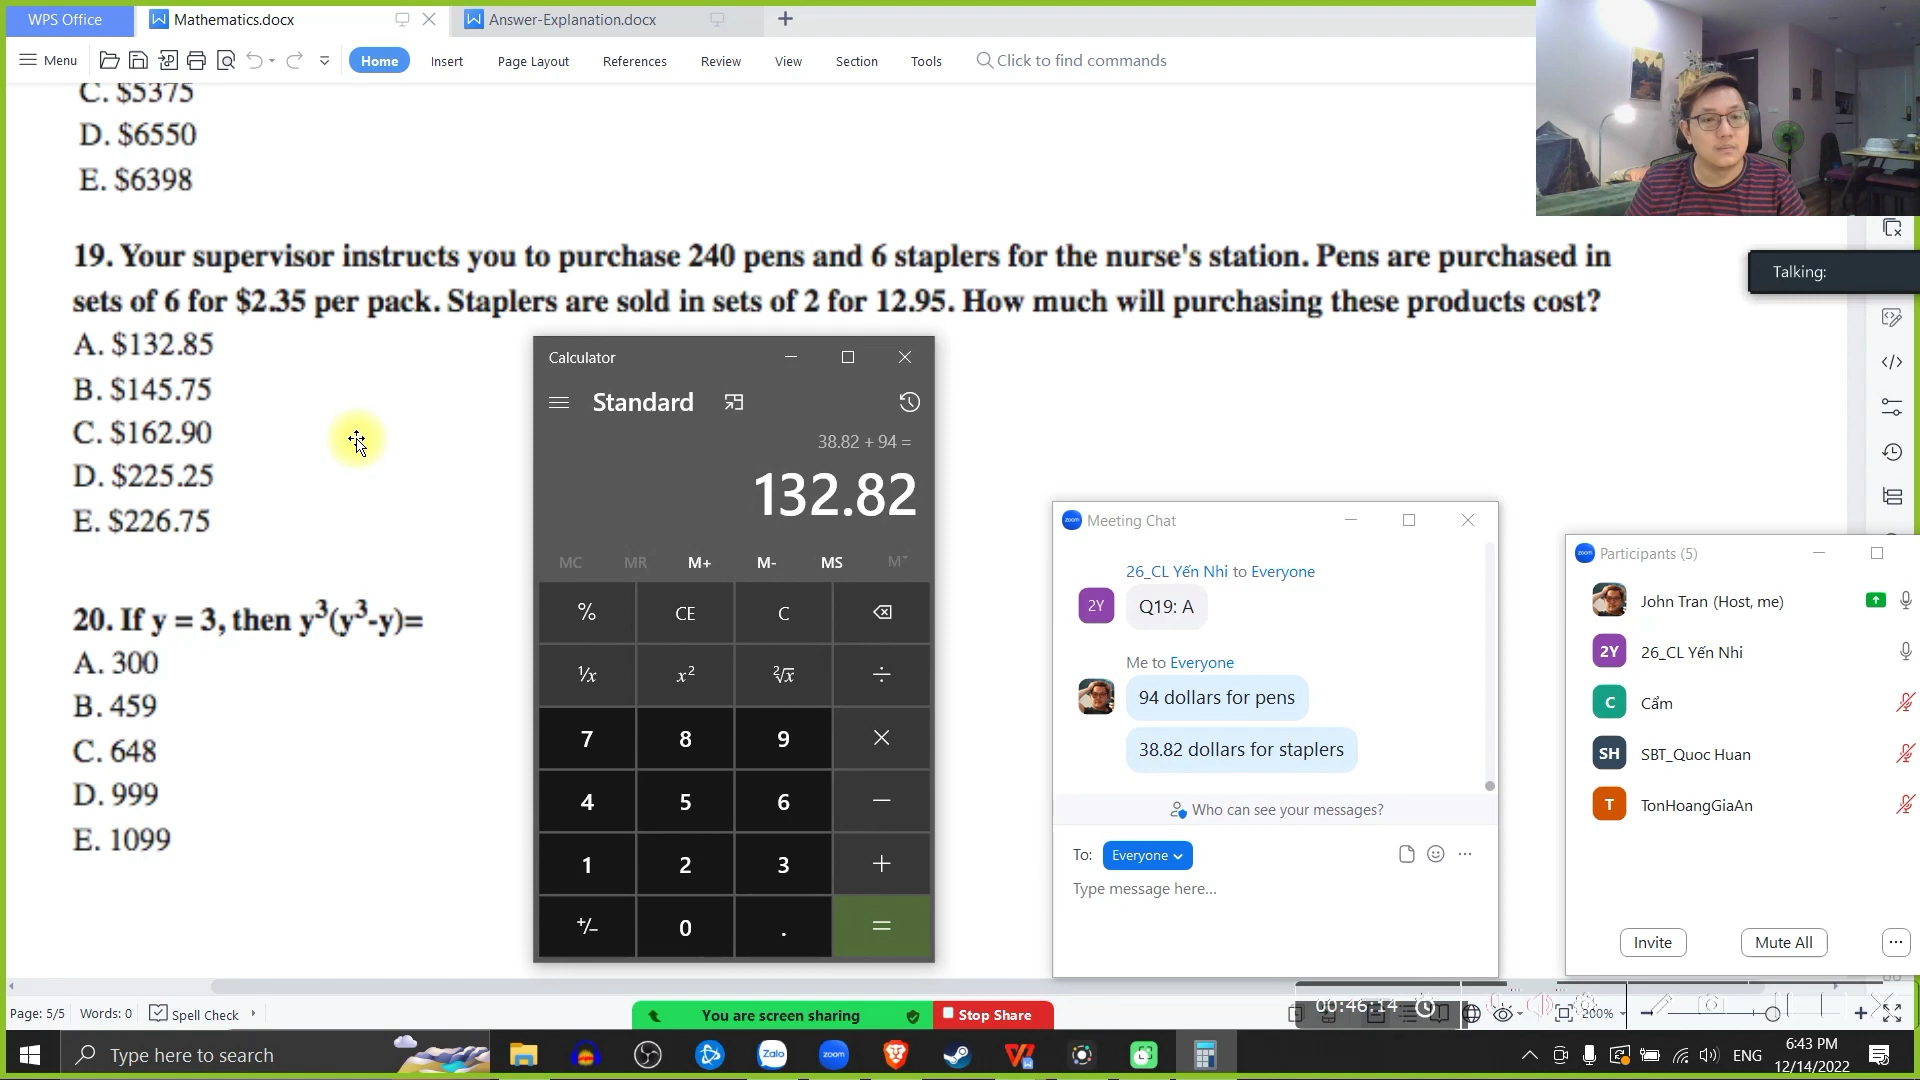 WPS Office
Mathematics.docx
Answer-Explanation.docx
Menu
Home
Insert
Page Layout
References
Review
View
Section
Tools
Click to find commands
C. $5375
D. $6550
E. $6398
19. Your supervisor instructs you to purchase 240 pens and 6 staplers for the nurse's station. Pens are purchased in
sets of 6 for $2.35 per pack. Staplers are sold in sets of 2 for 12.95. How much will purchasing these products cost?
A. $132.85
B. $145.75
C. $162.90
D. $225.25
E. $226.75
20. If y = 3, then y³(y³-y)=
A. 300
B. 459
C. 648
D. 999
E. 1099
Talking:
Calculator
Standard
38.82 + 94 =
132.82
MC MR M+ M- MS M˅
% CE C
¹/x x² ²√x ÷
7 8 9 ×
4 5 6 −
1 2 3 +
+/− 0 . =
zoom Meeting Chat
26_CL Yến Nhi to Everyone
2Y Q19: A
Me to Everyone
94 dollars for pens
38.82 dollars for staplers
Who can see your messages?
To: Everyone
Type message here...
zoom Participants (5)
John Tran (Host, me)
2Y 26_CL Yến Nhi
C Cẩm
SH SBT_Quoc Huan
T TonHoangGiaAn
Invite
Mute All
Page: 5/5
Words: 0
Spell Check
You are screen sharing
Stop Share
00:46:14
200%
Type here to search
Zalo
zoom
ENG
6:43 PM
12/14/2022